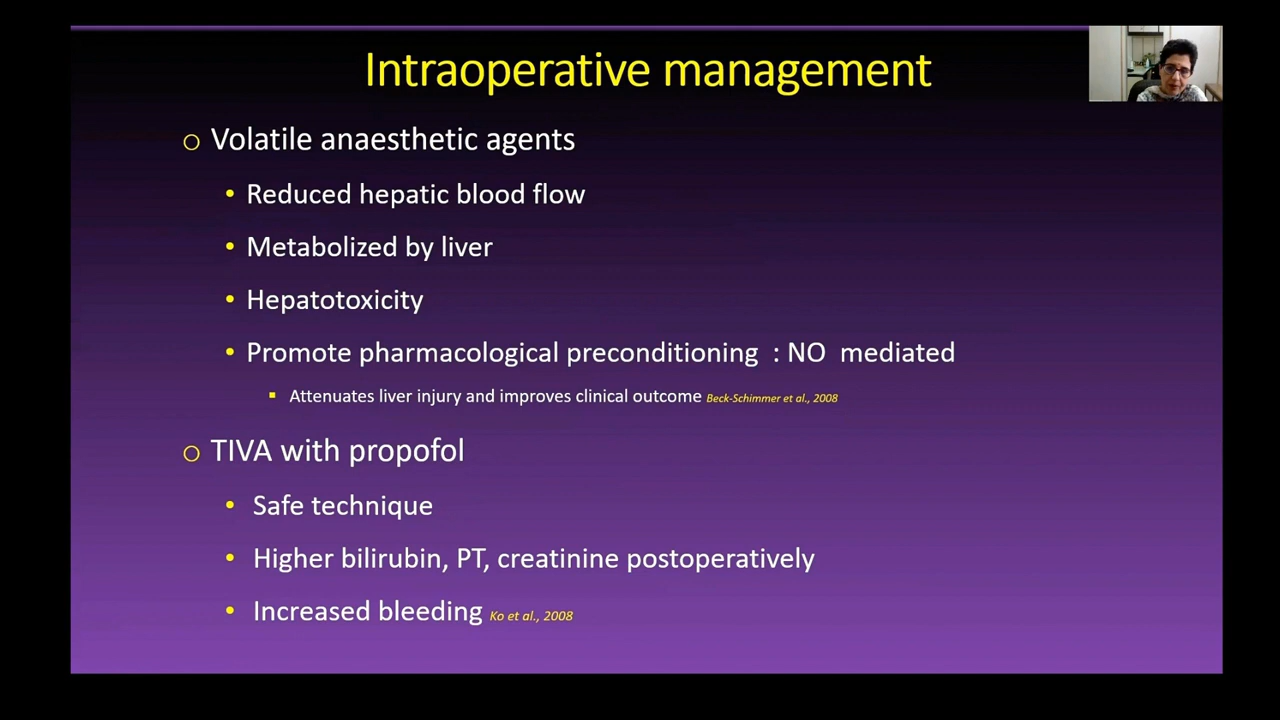 Intraoperative management
Volatile anaesthetic agents
Reduced hepatic blood flow
Metabolized by liver
Hepatotoxicity
Promote pharmacological preconditioning : NO mediated
Attenuates liver injury and improves clinical outcome Beck-Schimmer et al., 2008
TIVA with propofol
Safe technique
Higher bilirubin, PT, creatinine postoperatively
Increased bleeding Ko et al., 2008